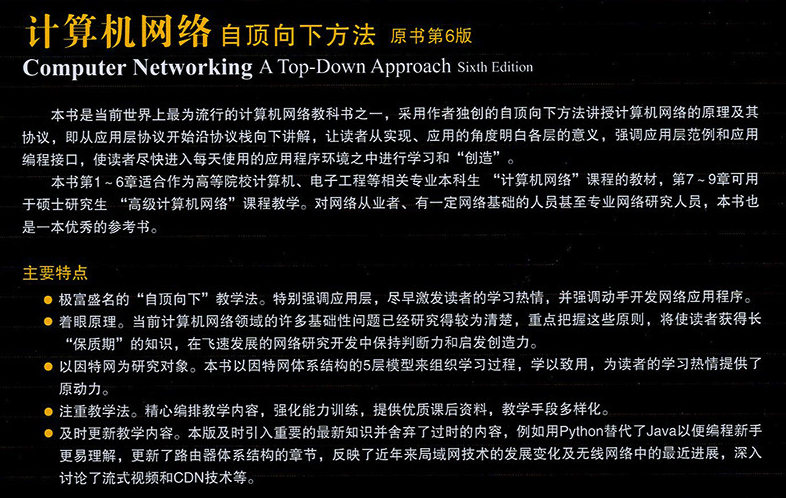 计算机网络 自顶向下方法 原书第6版
Computer Networking A Top-Down Approach Sixth Edition
本书是当前世界上最为流行的计算机网络教科书之一，采用作者独创的自顶向下方法讲授计算机网络的原理及其
协议，即从应用层协议开始沿协议栈向下讲解，让读者从实现、应用的角度明白各层的意义，强调应用层范例和应用
编程接口，使读者尽快进入每天使用的应用程序环境之中进行学习和“创造”。
本书第1～6章适合作为高等院校计算机、电子工程等相关专业本科生 “计算机网络”课程的教材，第7～9章可用
于硕士研究生 “高级计算机网络”课程教学。对网络从业者、有一定网络基础的人员甚至专业网络研究人员，本书也
是一本优秀的参考书。
主要特点
● 极富盛名的“自顶向下”教学法。特别强调应用层，尽早激发读者的学习热情，并强调动手开发网络应用程序。
● 着眼原理。当前计算机网络领域的许多基础性问题已经研究得较为清楚，重点把握这些原则，将使读者获得长
“保质期”的知识，在飞速发展的网络研究开发中保持判断力和启发创造力。
● 以因特网为研究对象。本书以因特网体系结构的5层模型来组织学习过程，学以致用，为读者的学习热情提供了
原动力。
● 注重教学法。精心编排教学内容，强化能力训练，提供优质课后资料，教学手段多样化。
● 及时更新教学内容。本版及时引入重要的最新知识并舍弃了过时的内容，例如用Python替代了Java以便编程新手
更易理解，更新了路由器体系结构的章节，反映了近年来局域网技术的发展变化及无线网络中的最近进展，深入
讨论了流式视频和CDN技术等。